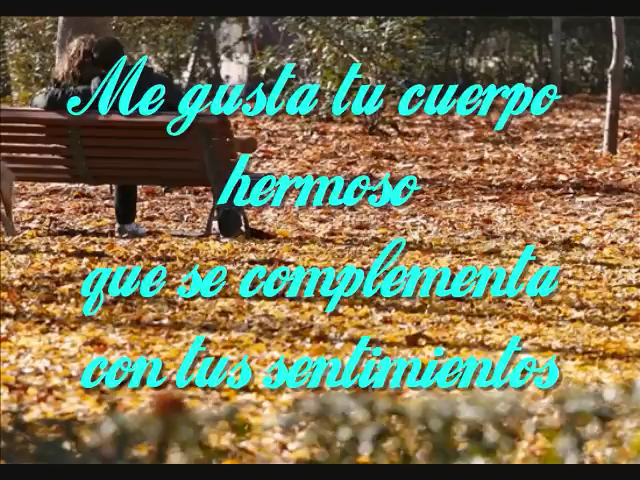 Me gusta tu cuerpo
hermoso
que se complementa
con tus sentimientos